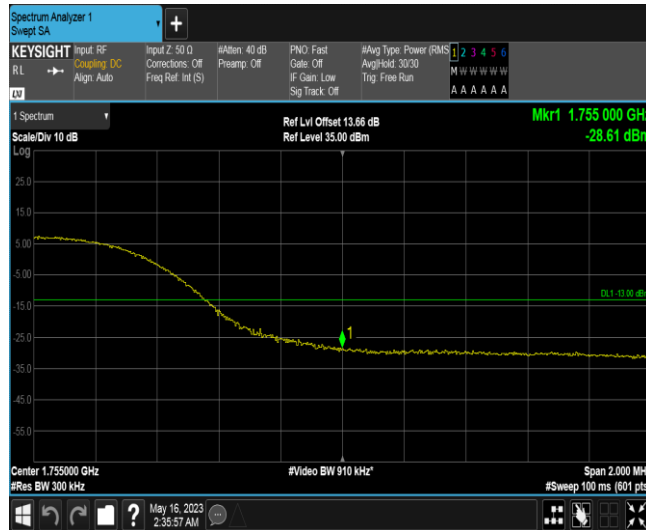 Spectrum Analyzer 1
Swept SA
+
KEYSIGHT
RL
LXI
Input: RF
Coupling: DC
Align: Auto
Input Z: 50 Ω
Corrections: Off
Freq Ref: Int (S)
#Atten: 40 dB
Preamp: Off
PNO: Fast
Gate: Off
IF Gain: Low
Sig Track: Off
#Avg Type: Power (RMS
Avg|Hold: 30/30
Trig: Free Run
1 2 3 4 5 6
M W W W W W
A A A A A A
1 Spectrum
Scale/Div 10 dB
Ref Lvl Offset 13.66 dB
Ref Level 35.00 dBm
Mkr1 1.755 000 GHz
-28.61 dBm
Log
25.0
15.0
5.00
-5.00
-15.0
-25.0
-35.0
-45.0
-55.0
DL1 -13.00 dBm
1
Center 1.755000 GHz
#Res BW 300 kHz
#Video BW 910 kHz*
Span 2.000 MH
#Sweep 100 ms (601 pts
?
May 16, 2023
2:35:57 AM